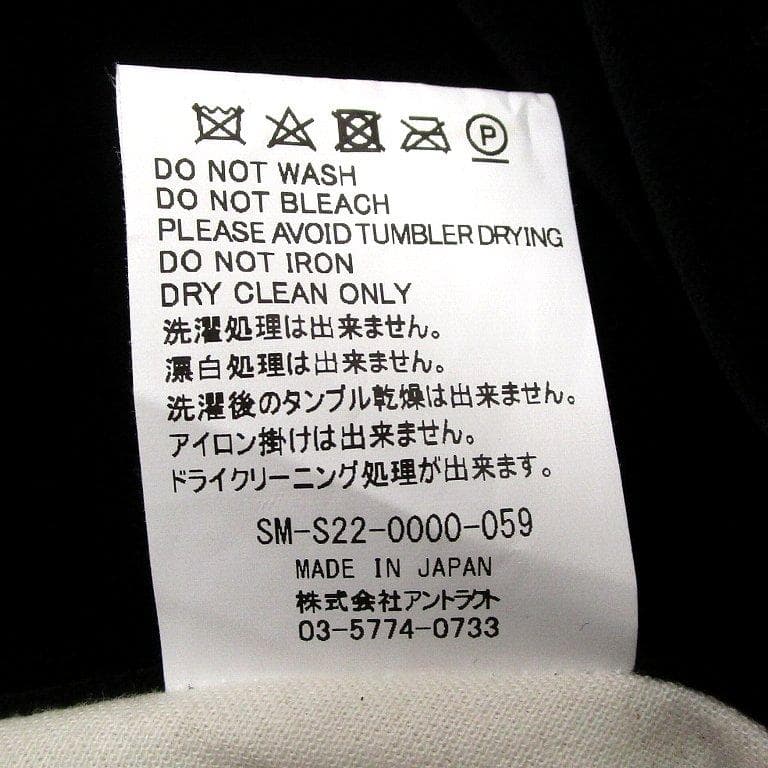 P
DO NOT WASH
DO NOT BLEACH
PLEASE AVOID TUMBLER DRYING
DO NOT IRON
DRY CLEAN ONLY
洗濯処理は出来ません。
漂白処理は出来ません。
洗濯後のタンブル乾燥は出来ません。
アイロン掛けは出来ません。
ドライクリーニング処理が出来ます。
SM-S22-0000-059
MADE IN JAPAN
株式会社アントラクト
03-5774-0733